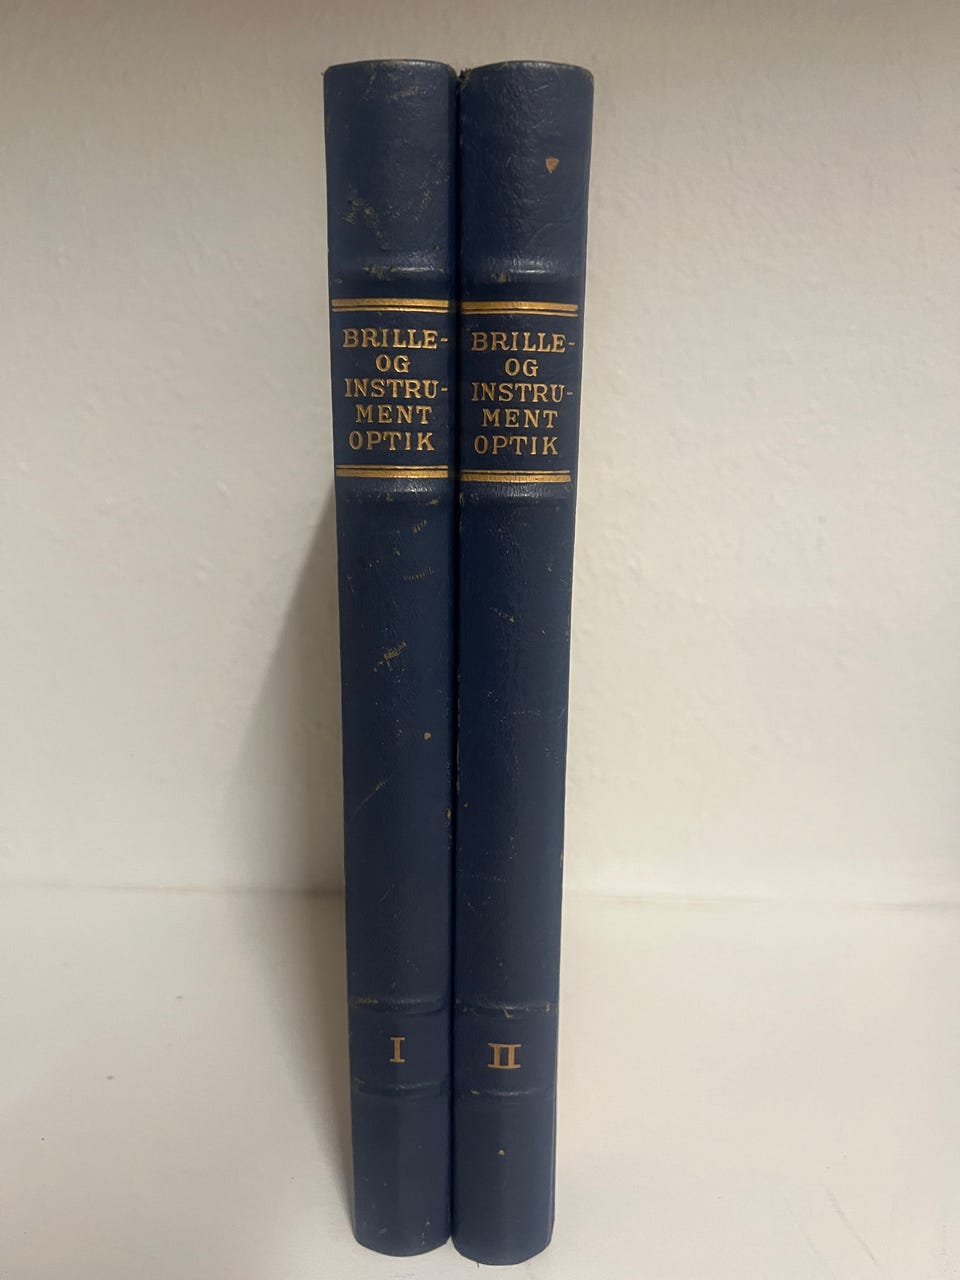 BRILLE-
OG
INSTRU-
MENT
OPTIK
I
BRILLE-
OG
INSTRU-
MENT
OPTIK
II